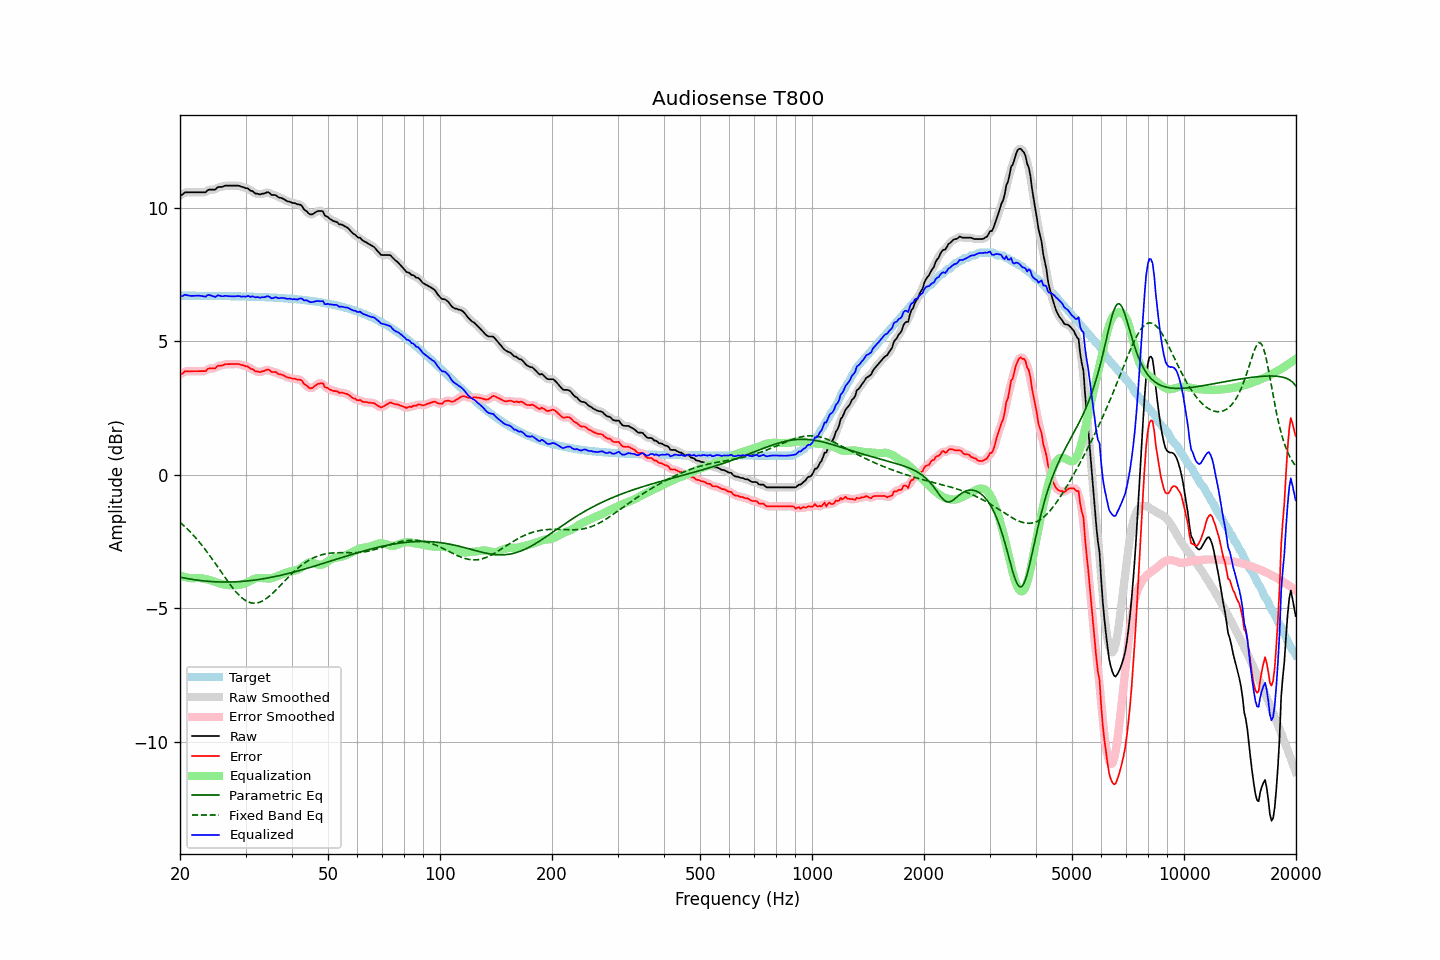 Audiosense T800
Amplitude (dBr)
10
5
0
−5
−10
Target
Raw Smoothed
Error Smoothed
Raw
Error
Equalization
Parametric Eq
Fixed Band Eq
Equalized
20 50 100 200 500 1000 2000 5000 10000 20000
Frequency (Hz)